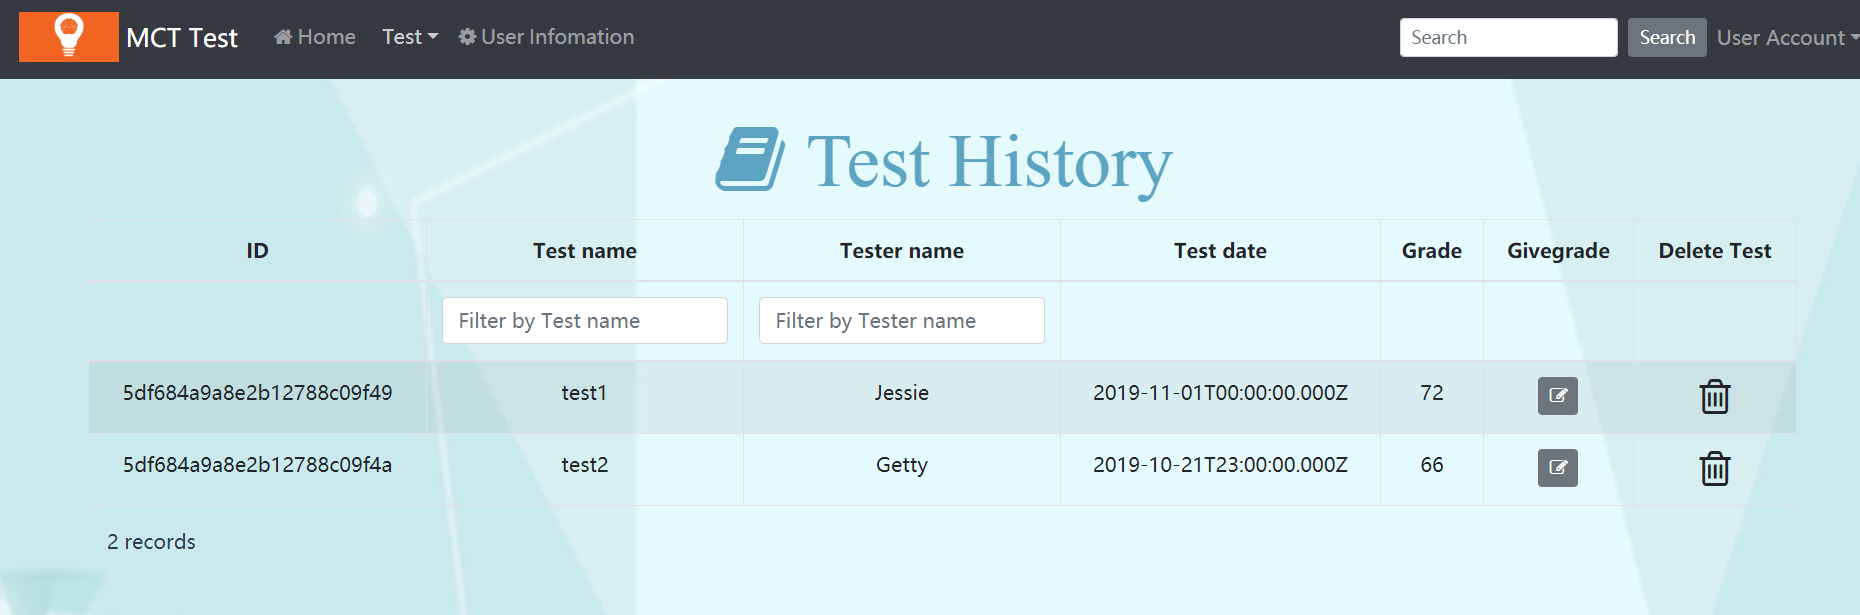 MCT Test Home Test User Infomation Search Search User Account
Test History
ID Test name Tester name Test date Grade Givegrade Delete Test
Filter by Test name Filter by Tester name
5df684a9a8e2b12788c09f49 test1 Jessie 2019-11-01T00:00:00.000Z 72
5df684a9a8e2b12788c09f4a test2 Getty 2019-10-21T23:00:00.000Z 66
2 records